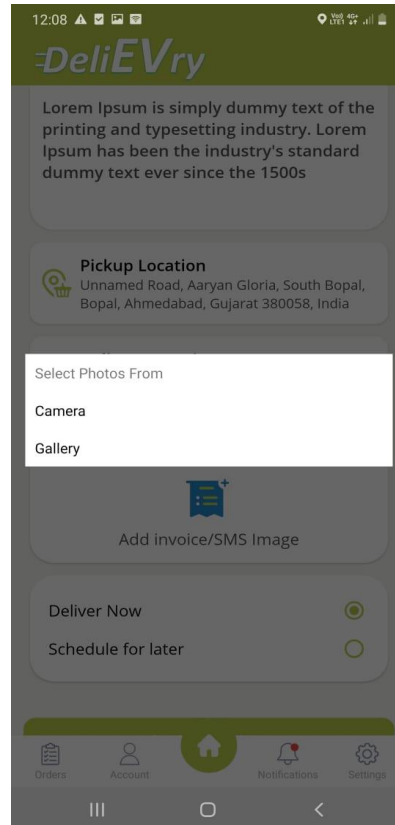 12:08
Vo)) 4G+
LTE1
DeliEVry
Lorem Ipsum is simply dummy text of the
printing and typesetting industry. Lorem
Ipsum has been the industry's standard
dummy text ever since the 1500s
Pickup Location
Unnamed Road, Aaryan Gloria, South Bopal,
Bopal, Ahmedabad, Gujarat 380058, India
Select Photos From
Camera
Gallery
Add invoice/SMS Image
Deliver Now
Schedule for later
Orders
Account
Notifications
Settings